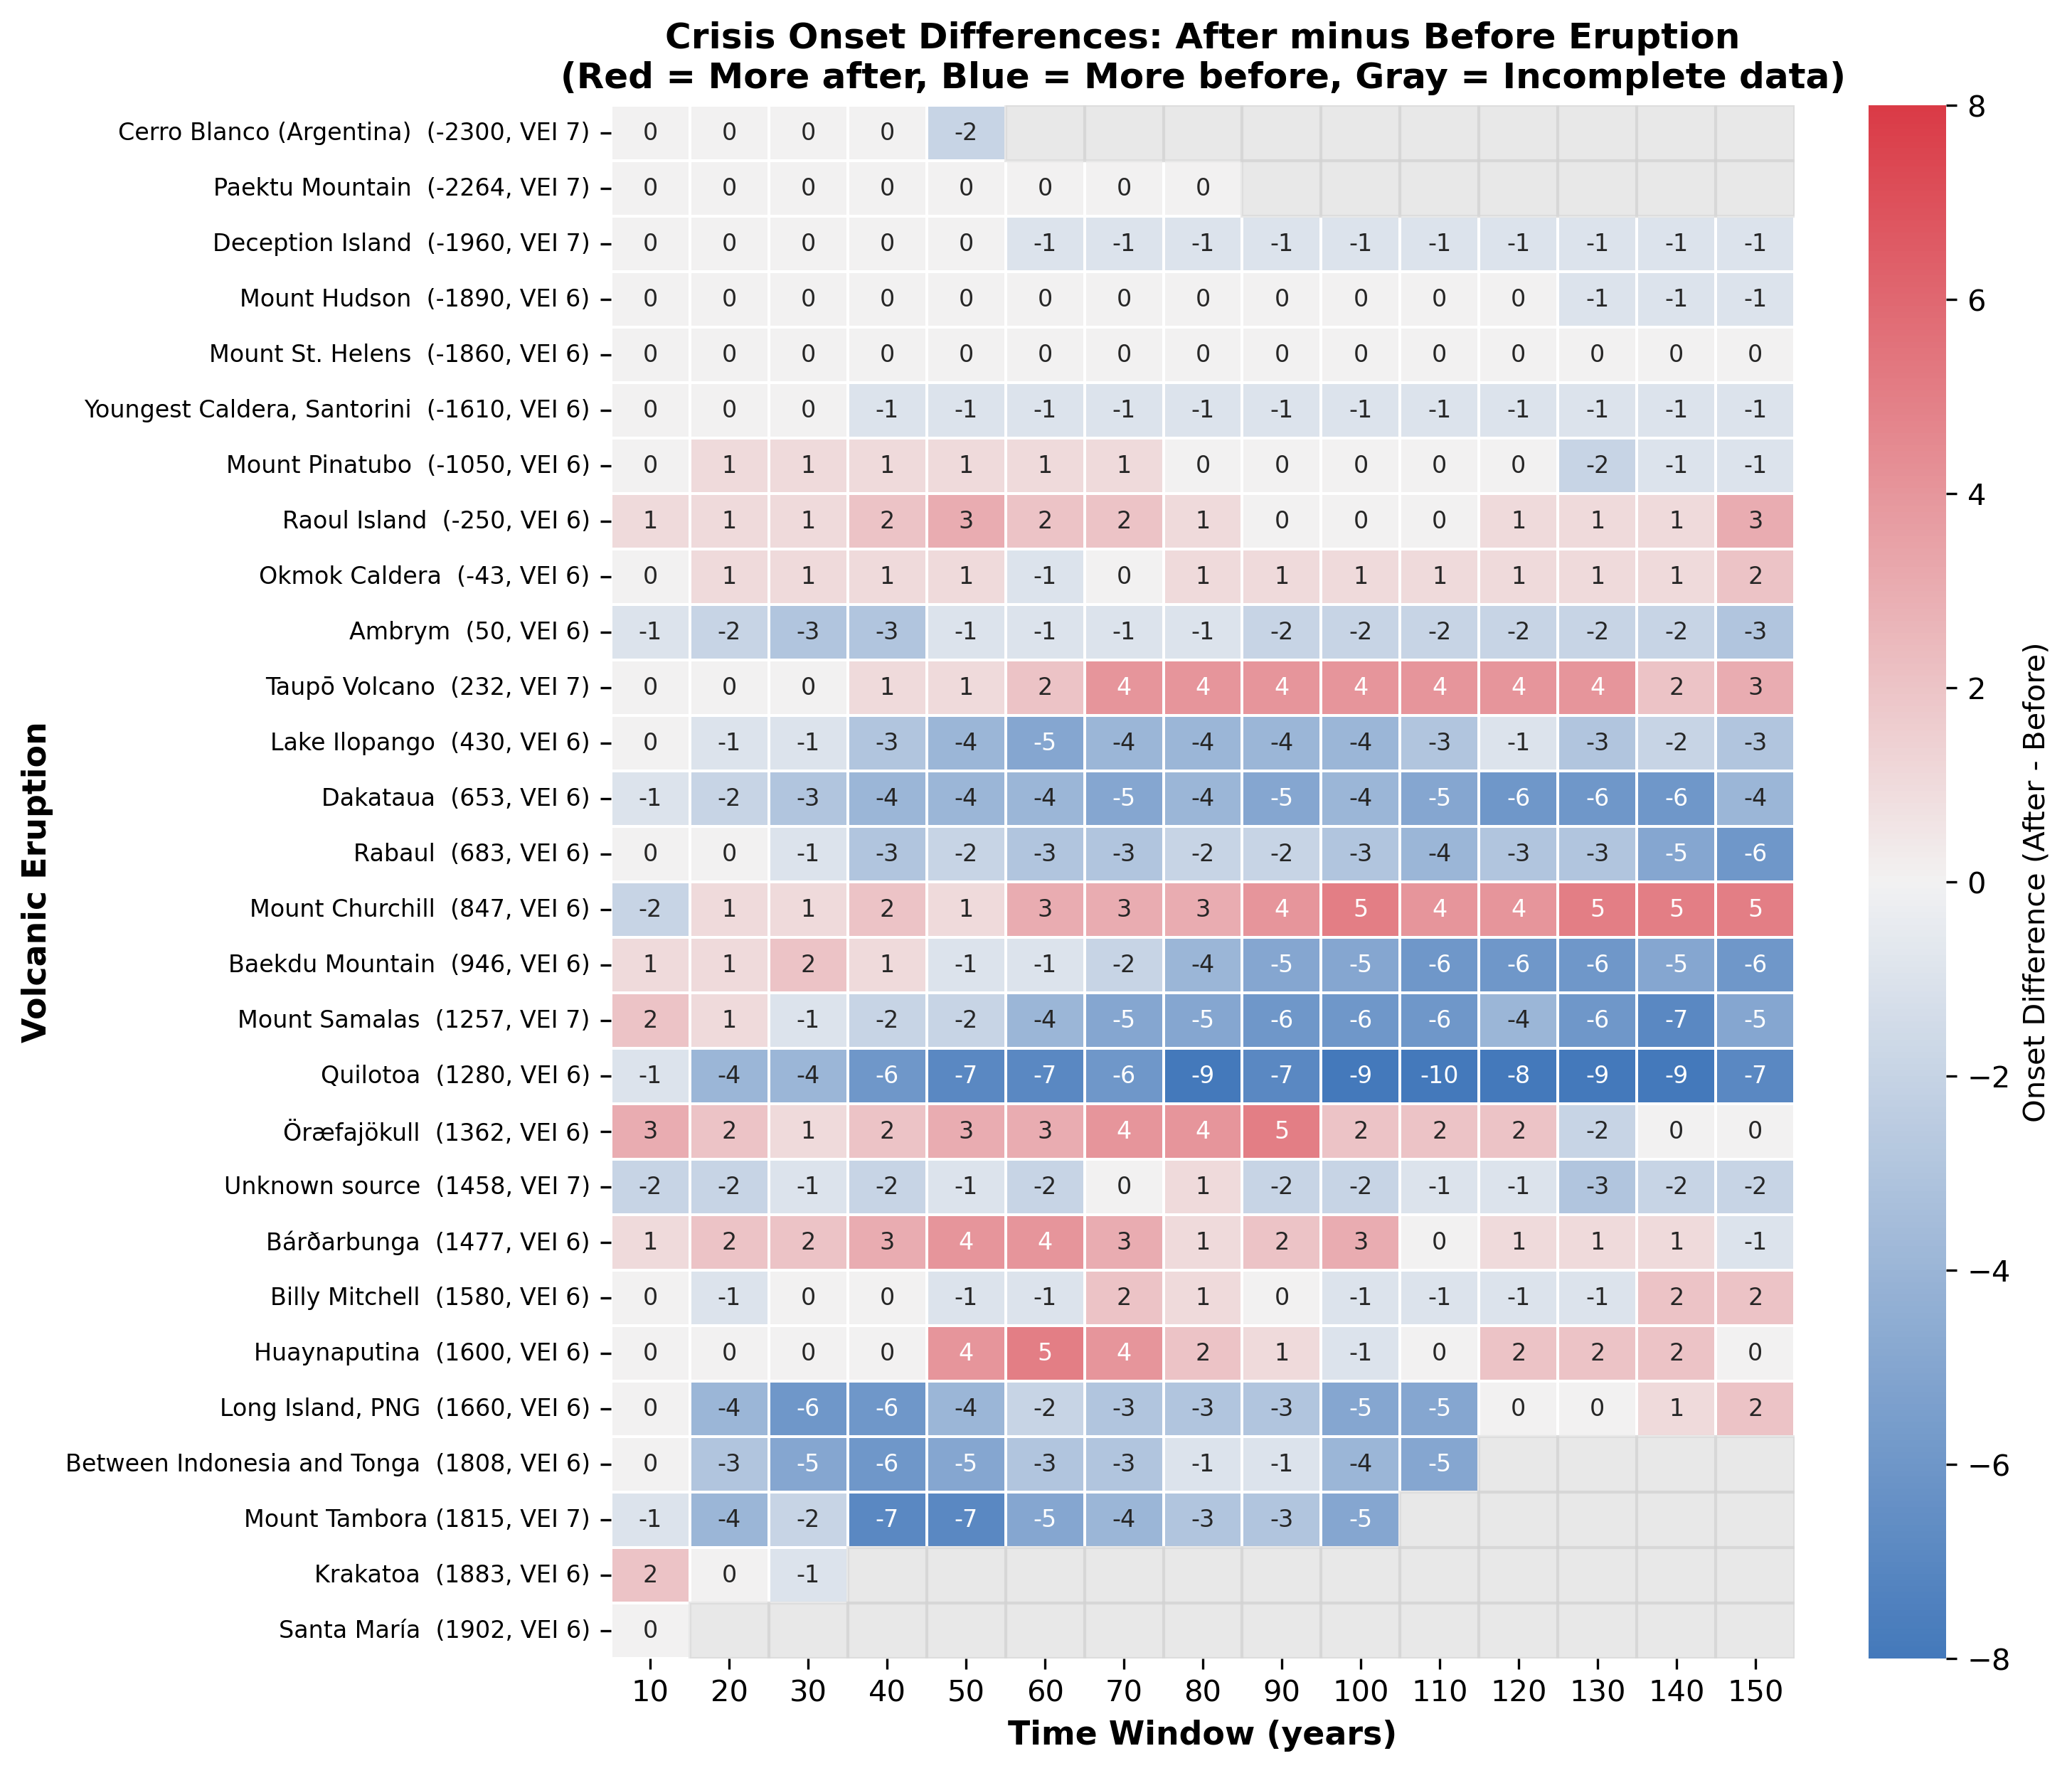 Crisis Onset Differences: After minus Before Eruption
(Red = More after, Blue = More before, Gray = Incomplete data)
Volcanic Eruption
Cerro Blanco (Argentina) (-2300, VEI 7) 0 0 0 0 -2
Paektu Mountain (-2264, VEI 7) 0 0 0 0 0 0 0 0
Deception Island (-1960, VEI 7) 0 0 0 0 0 -1 -1 -1 -1 -1 -1 -1 -1 -1 -1
Mount Hudson (-1890, VEI 6) 0 0 0 0 0 0 0 0 0 0 0 0 -1 -1 -1
Mount St. Helens (-1860, VEI 6) 0 0 0 0 0 0 0 0 0 0 0 0 0 0 0
Youngest Caldera, Santorini (-1610, VEI 6) 0 0 0 -1 -1 -1 -1 -1 -1 -1 -1 -1 -1 -1 -1
Mount Pinatubo (-1050, VEI 6) 0 1 1 1 1 1 1 0 0 0 0 0 -2 -1 -1
Raoul Island (-250, VEI 6) 1 1 1 2 3 2 2 1 0 0 0 1 1 1 3
Okmok Caldera (-43, VEI 6) 0 1 1 1 1 -1 0 1 1 1 1 1 1 1 2
Ambrym (50, VEI 6) -1 -2 -3 -3 -1 -1 -1 -1 -2 -2 -2 -2 -2 -2 -3
Taupō Volcano (232, VEI 7) 0 0 0 1 1 2 4 4 4 4 4 4 4 2 3
Lake Ilopango (430, VEI 6) 0 -1 -1 -3 -4 -5 -4 -4 -4 -4 -3 -1 -3 -2 -3
Dakataua (653, VEI 6) -1 -2 -3 -4 -4 -4 -5 -4 -5 -4 -5 -6 -6 -6 -4
Rabaul (683, VEI 6) 0 0 -1 -3 -2 -3 -3 -2 -2 -3 -4 -3 -3 -5 -6
Mount Churchill (847, VEI 6) -2 1 1 2 1 3 3 3 4 5 4 4 5 5 5
Baekdu Mountain (946, VEI 6) 1 1 2 1 -1 -1 -2 -4 -5 -5 -6 -6 -6 -5 -6
Mount Samalas (1257, VEI 7) 2 1 -1 -2 -2 -4 -5 -5 -6 -6 -6 -4 -6 -7 -5
Quilotoa (1280, VEI 6) -1 -4 -4 -6 -7 -7 -6 -9 -7 -9 -10 -8 -9 -9 -7
Öræfajökull (1362, VEI 6) 3 2 1 2 3 3 4 4 5 2 2 2 -2 0 0
Unknown source (1458, VEI 7) -2 -2 -1 -2 -1 -2 0 1 -2 -2 -1 -1 -3 -2 -2
Bárðarbunga (1477, VEI 6) 1 2 2 3 4 4 3 1 2 3 0 1 1 1 -1
Billy Mitchell (1580, VEI 6) 0 -1 0 0 -1 -1 2 1 0 -1 -1 -1 -1 2 2
Huaynaputina (1600, VEI 6) 0 0 0 0 4 5 4 2 1 -1 0 2 2 2 0
Long Island, PNG (1660, VEI 6) 0 -4 -6 -6 -4 -2 -3 -3 -3 -5 -5 0 0 1 2
Between Indonesia and Tonga (1808, VEI 6) 0 -3 -5 -6 -5 -3 -3 -1 -1 -4 -5
Mount Tambora (1815, VEI 7) -1 -4 -2 -7 -7 -5 -4 -3 -3 -5
Krakatoa (1883, VEI 6) 2 0 -1
Santa María (1902, VEI 6) 0
10 20 30 40 50 60 70 80 90 100 110 120 130 140 150
Time Window (years)
8
6
4
2
0
−2
−4
−6
−8
Onset Difference (After - Before)